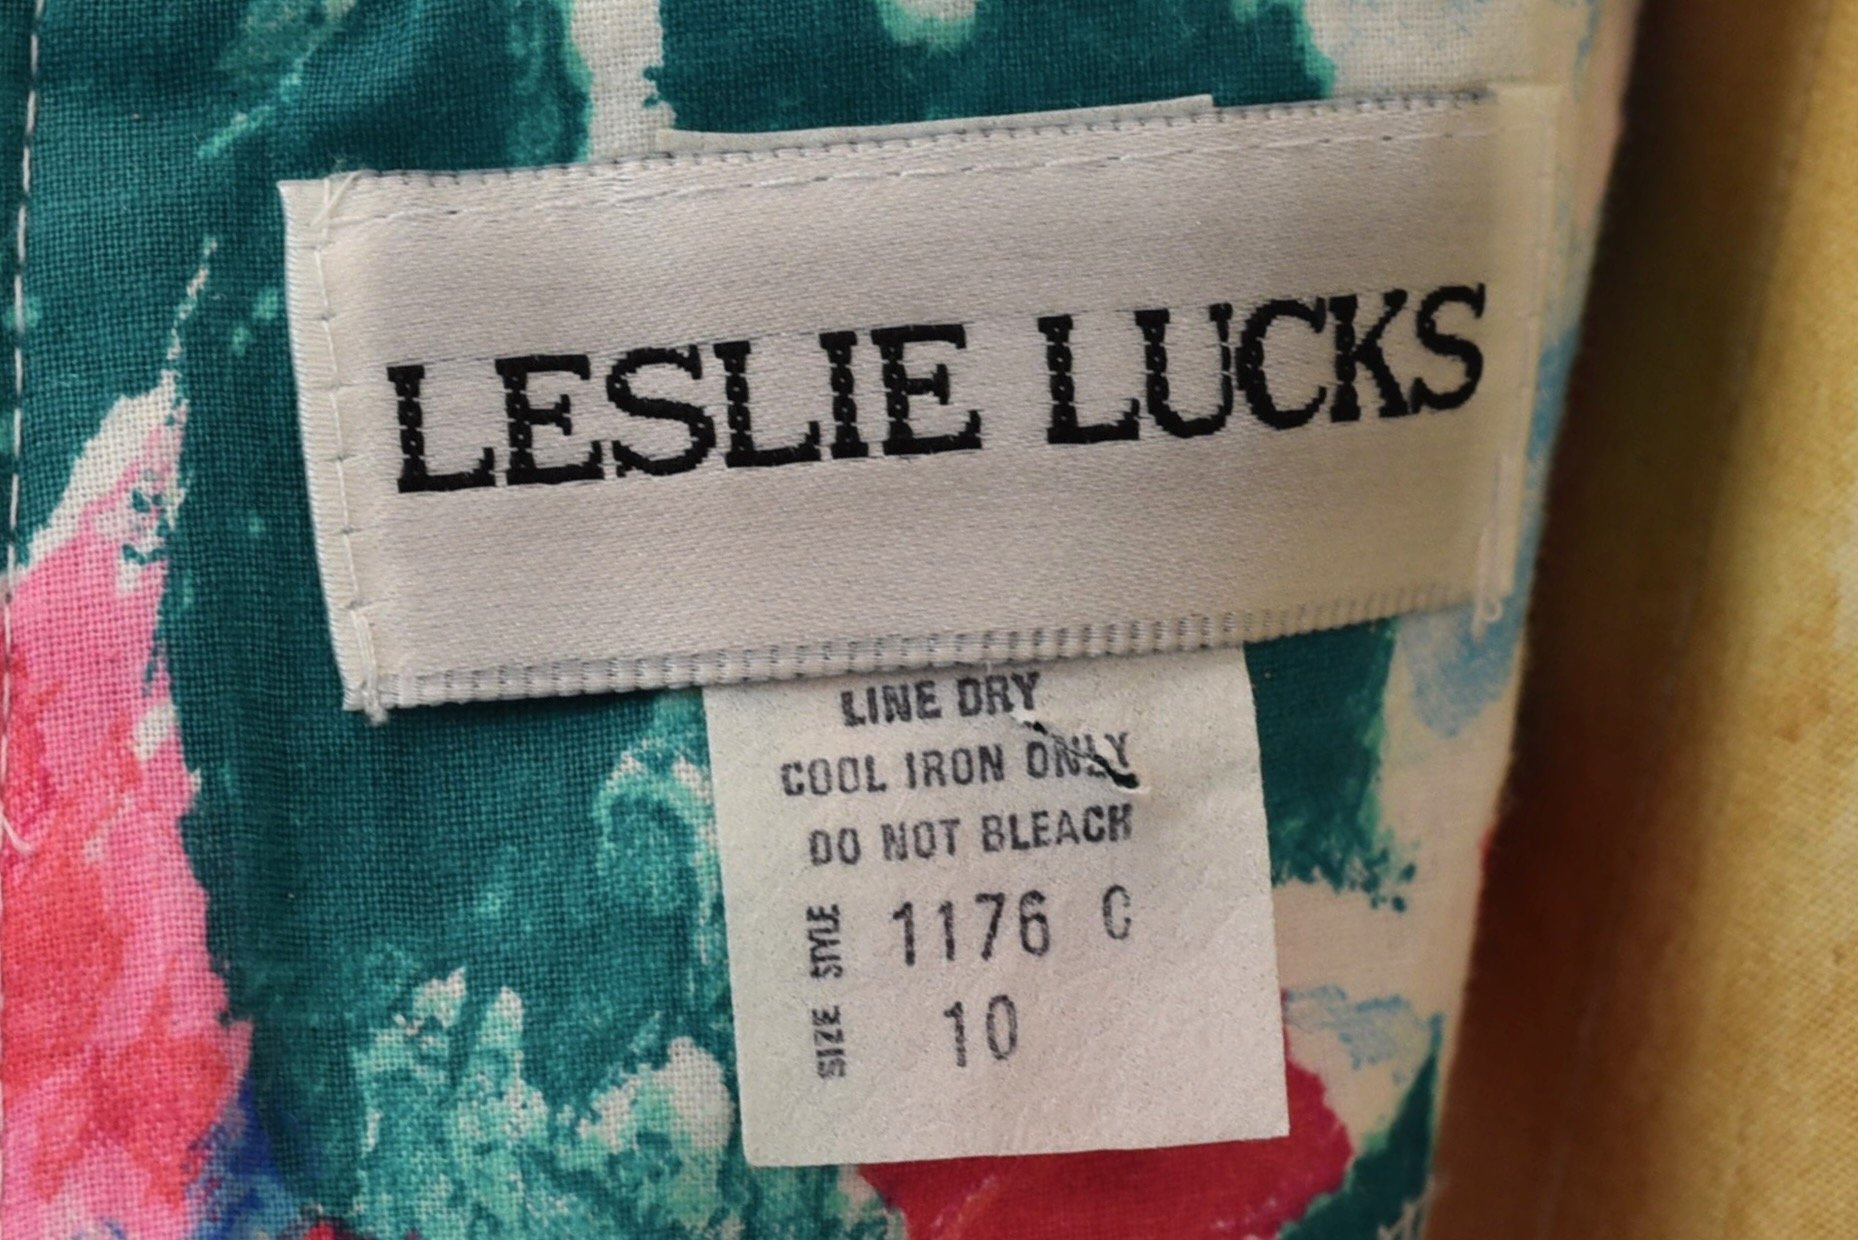 LESLIE LUCKS
LINE DRY
COOL IRON ONLY
DO NOT BLEACH
STYLE 1176 C
SIZE 10